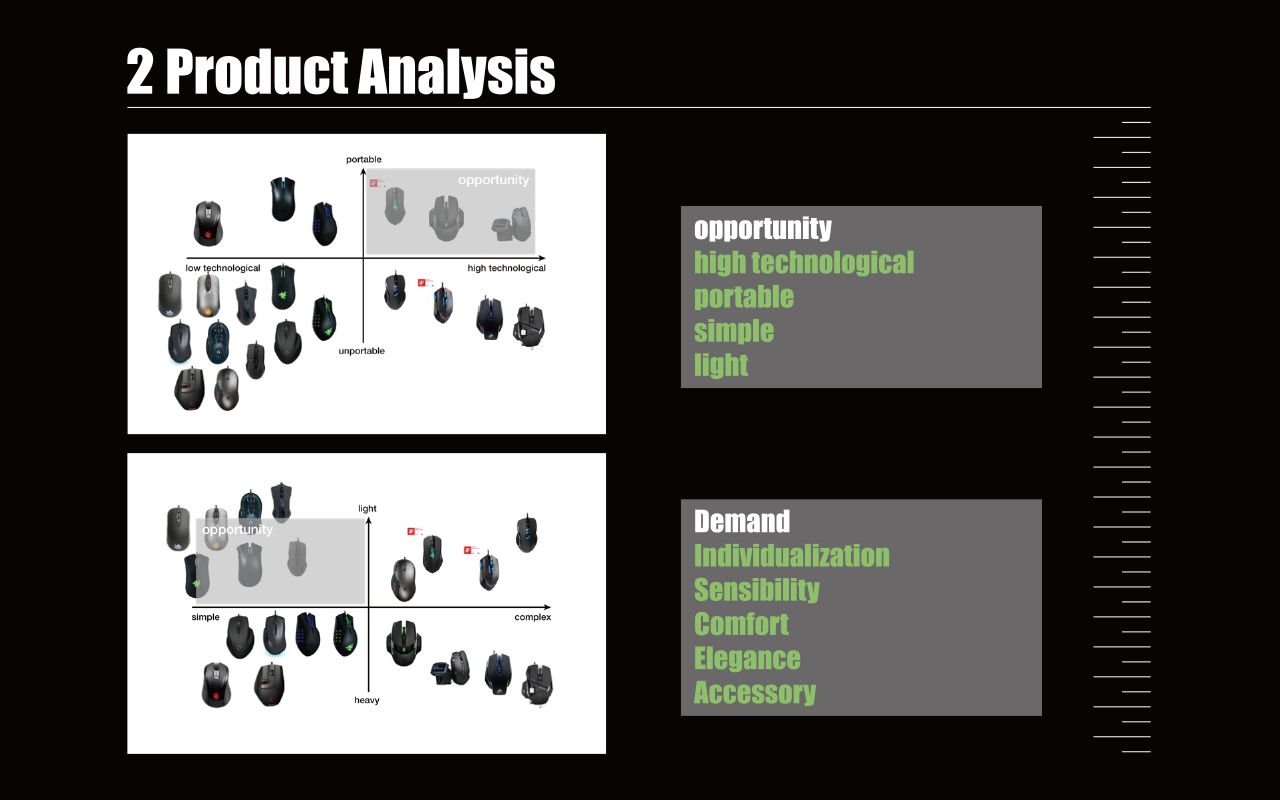 2 Product Analysis
portable
opportunity
low technological
high technological
unportable
opportunity
high technological
portable
simple
light
light
opportunity
simple
complex
heavy
Demand
Individualization
Sensibility
Comfort
Elegance
Accessory